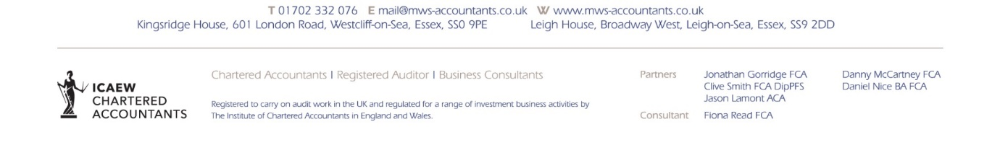 T 01702 332 076 E mail@mws-accountants.co.uk W www.mws-accountants.co.uk
Kingsridge House, 601 London Road, Westcliff-on-Sea, Essex, SS0 9PE Leigh House, Broadway West, Leigh-on-Sea, Essex, SS9 2DD
ICAEW
CHARTERED
ACCOUNTANTS
Chartered Accountants | Registered Auditor | Business Consultants
Registered to carry on audit work in the UK and regulated for a range of investment business activities by
The Institute of Chartered Accountants in England and Wales.
Partners Jonathan Gorridge FCA Danny McCartney FCA
Clive Smith FCA DipPFS Daniel Nice BA FCA
Jason Lamont ACA
Consultant Fiona Read FCA